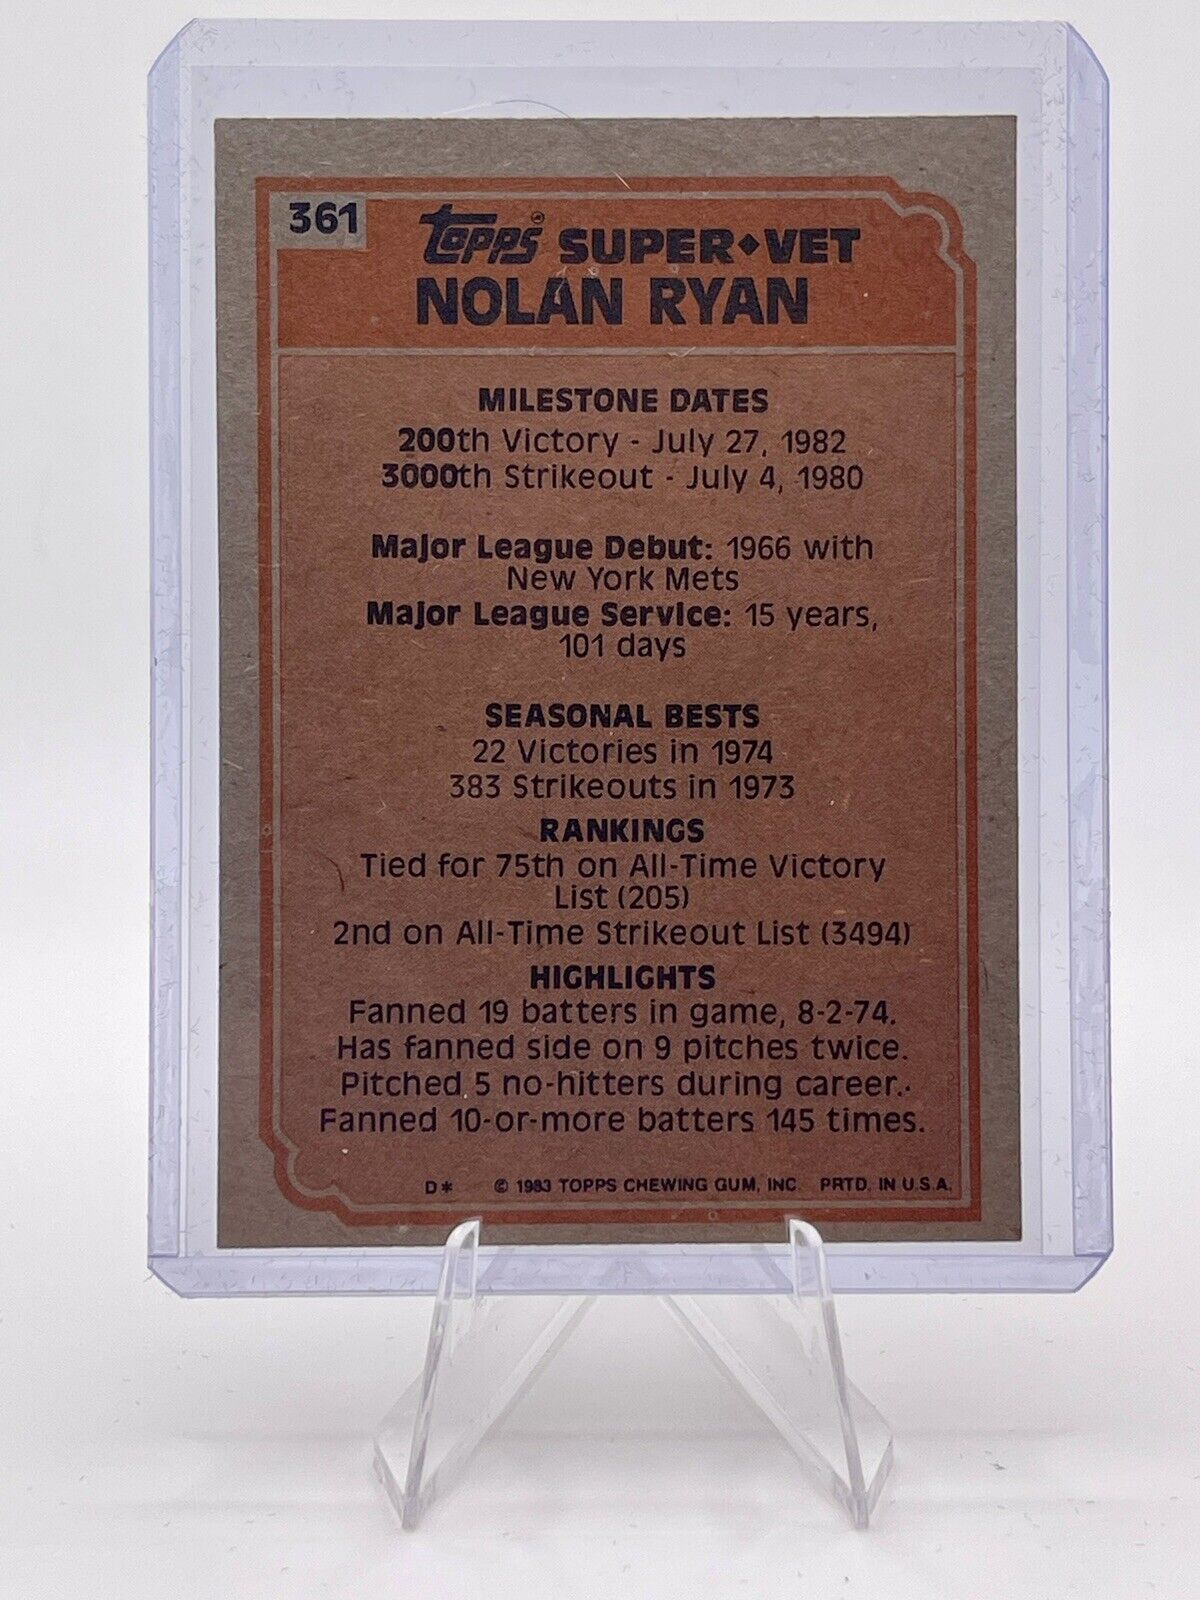 361
Topps® SUPER◆VET
NOLAN RYAN
MILESTONE DATES
200th Victory - July 27, 1982
3000th Strikeout - July 4, 1980
Major League Debut: 1966 with
New York Mets
Major League Service: 15 years,
101 days
SEASONAL BESTS
22 Victories in 1974
383 Strikeouts in 1973
RANKINGS
Tied for 75th on All-Time Victory
List (205)
2nd on All-Time Strikeout List (3494)
HIGHLIGHTS
Fanned 19 batters in game, 8-2-74.
Has fanned side on 9 pitches twice.
Pitched 5 no-hitters during career.
Fanned 10-or-more batters 145 times.
D* © 1983 TOPPS CHEWING GUM, INC. PRTD. IN U.S.A.